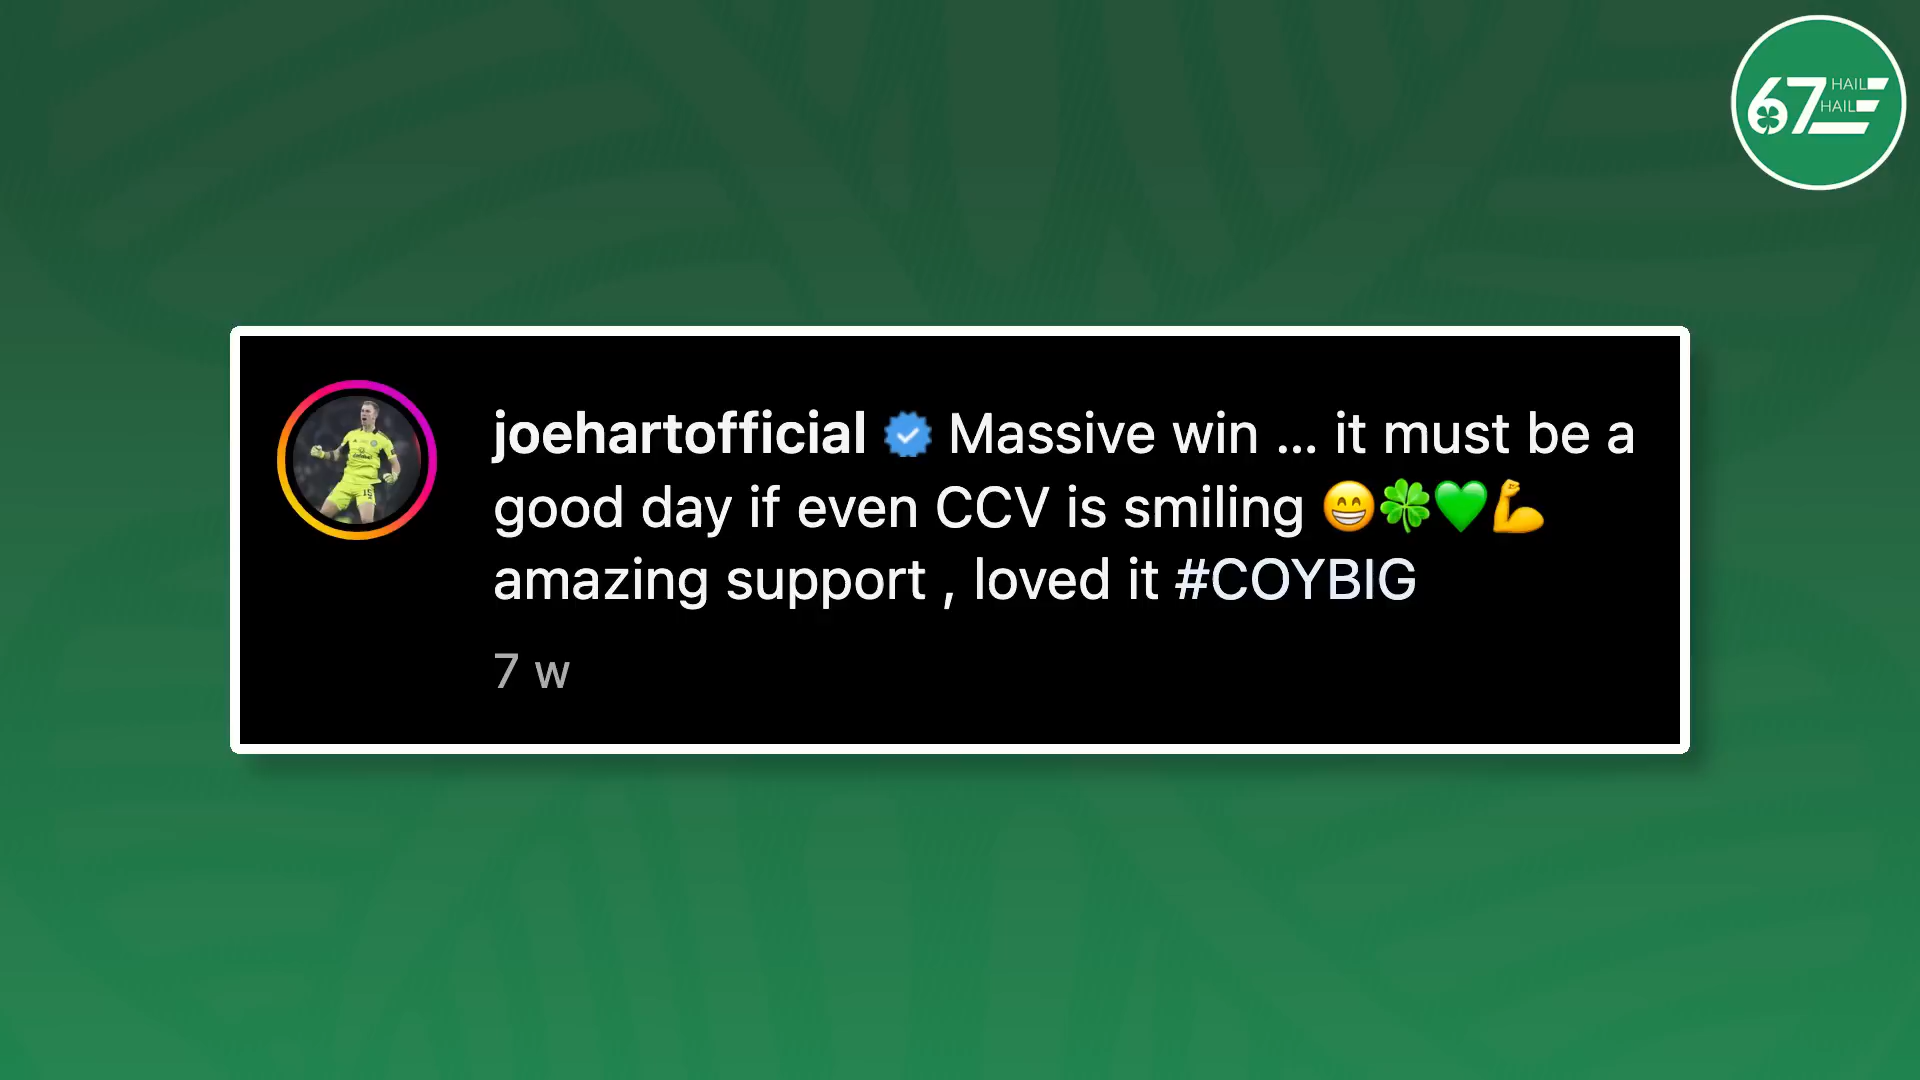 67 HAIL
HAIL
joehartofficial Massive win ... it must be a
good day if even CCV is smiling 😁🍀💚💪
amazing support , loved it #COYBIG
7 w